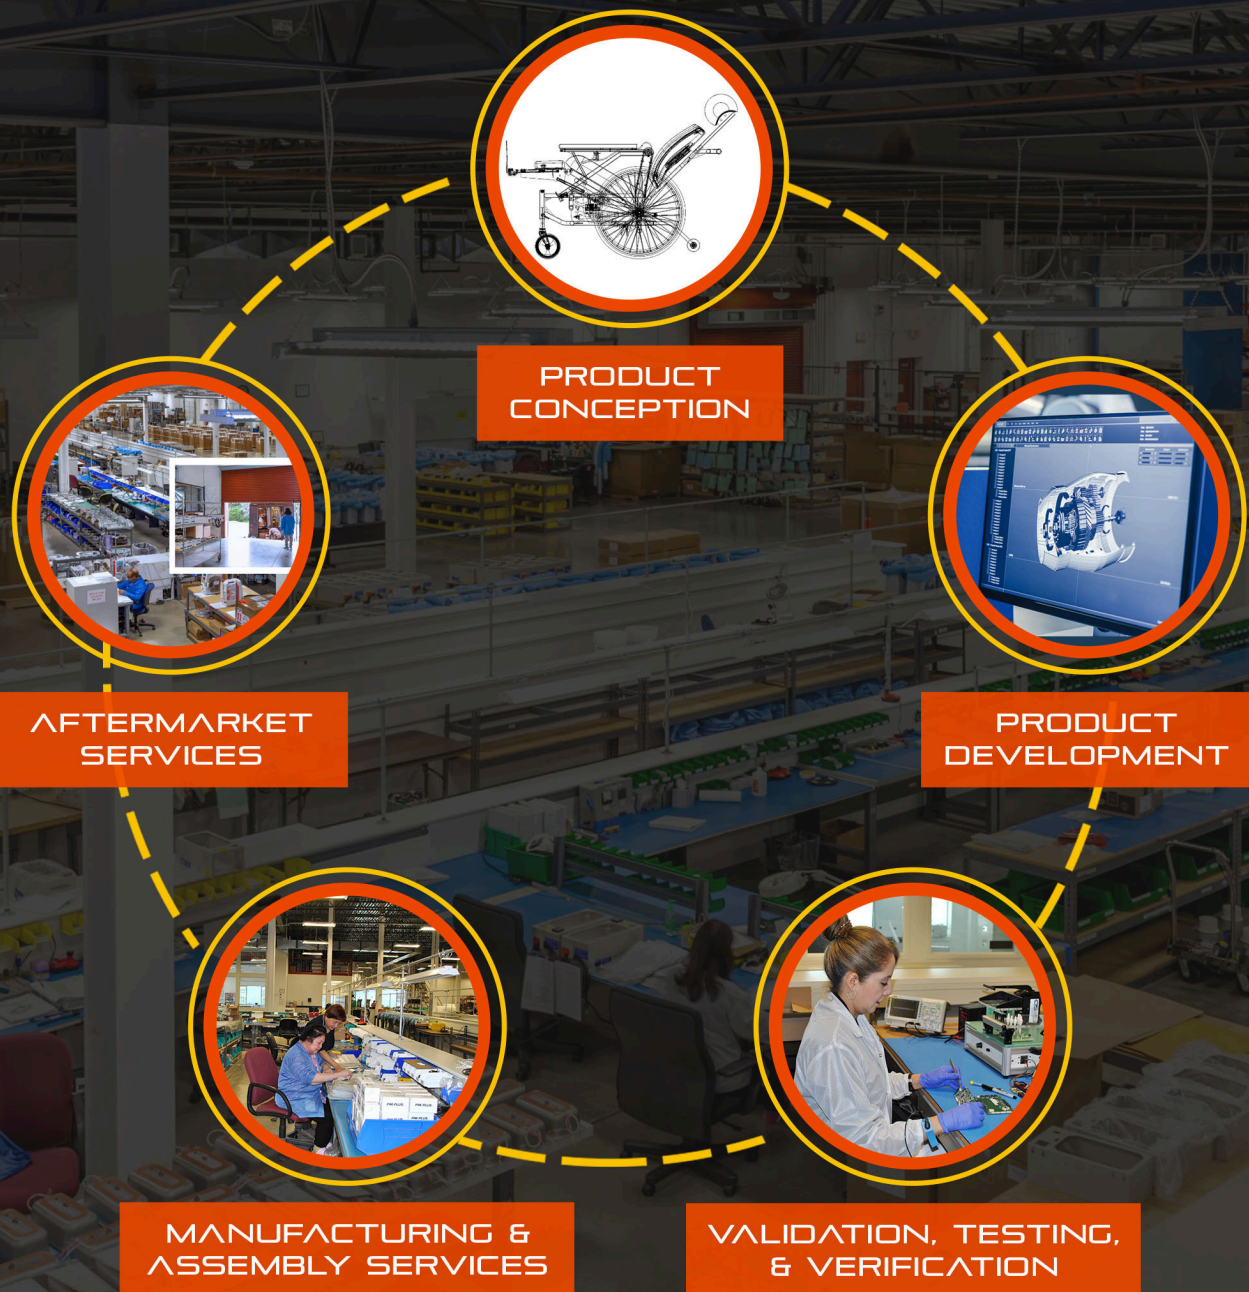 PRODUCT
CONCEPTION
PRODUCT
DEVELOPMENT
VALIDATION, TESTING,
& VERIFICATION
MANUFACTURING &
ASSEMBLY SERVICES
AFTERMARKET
SERVICES